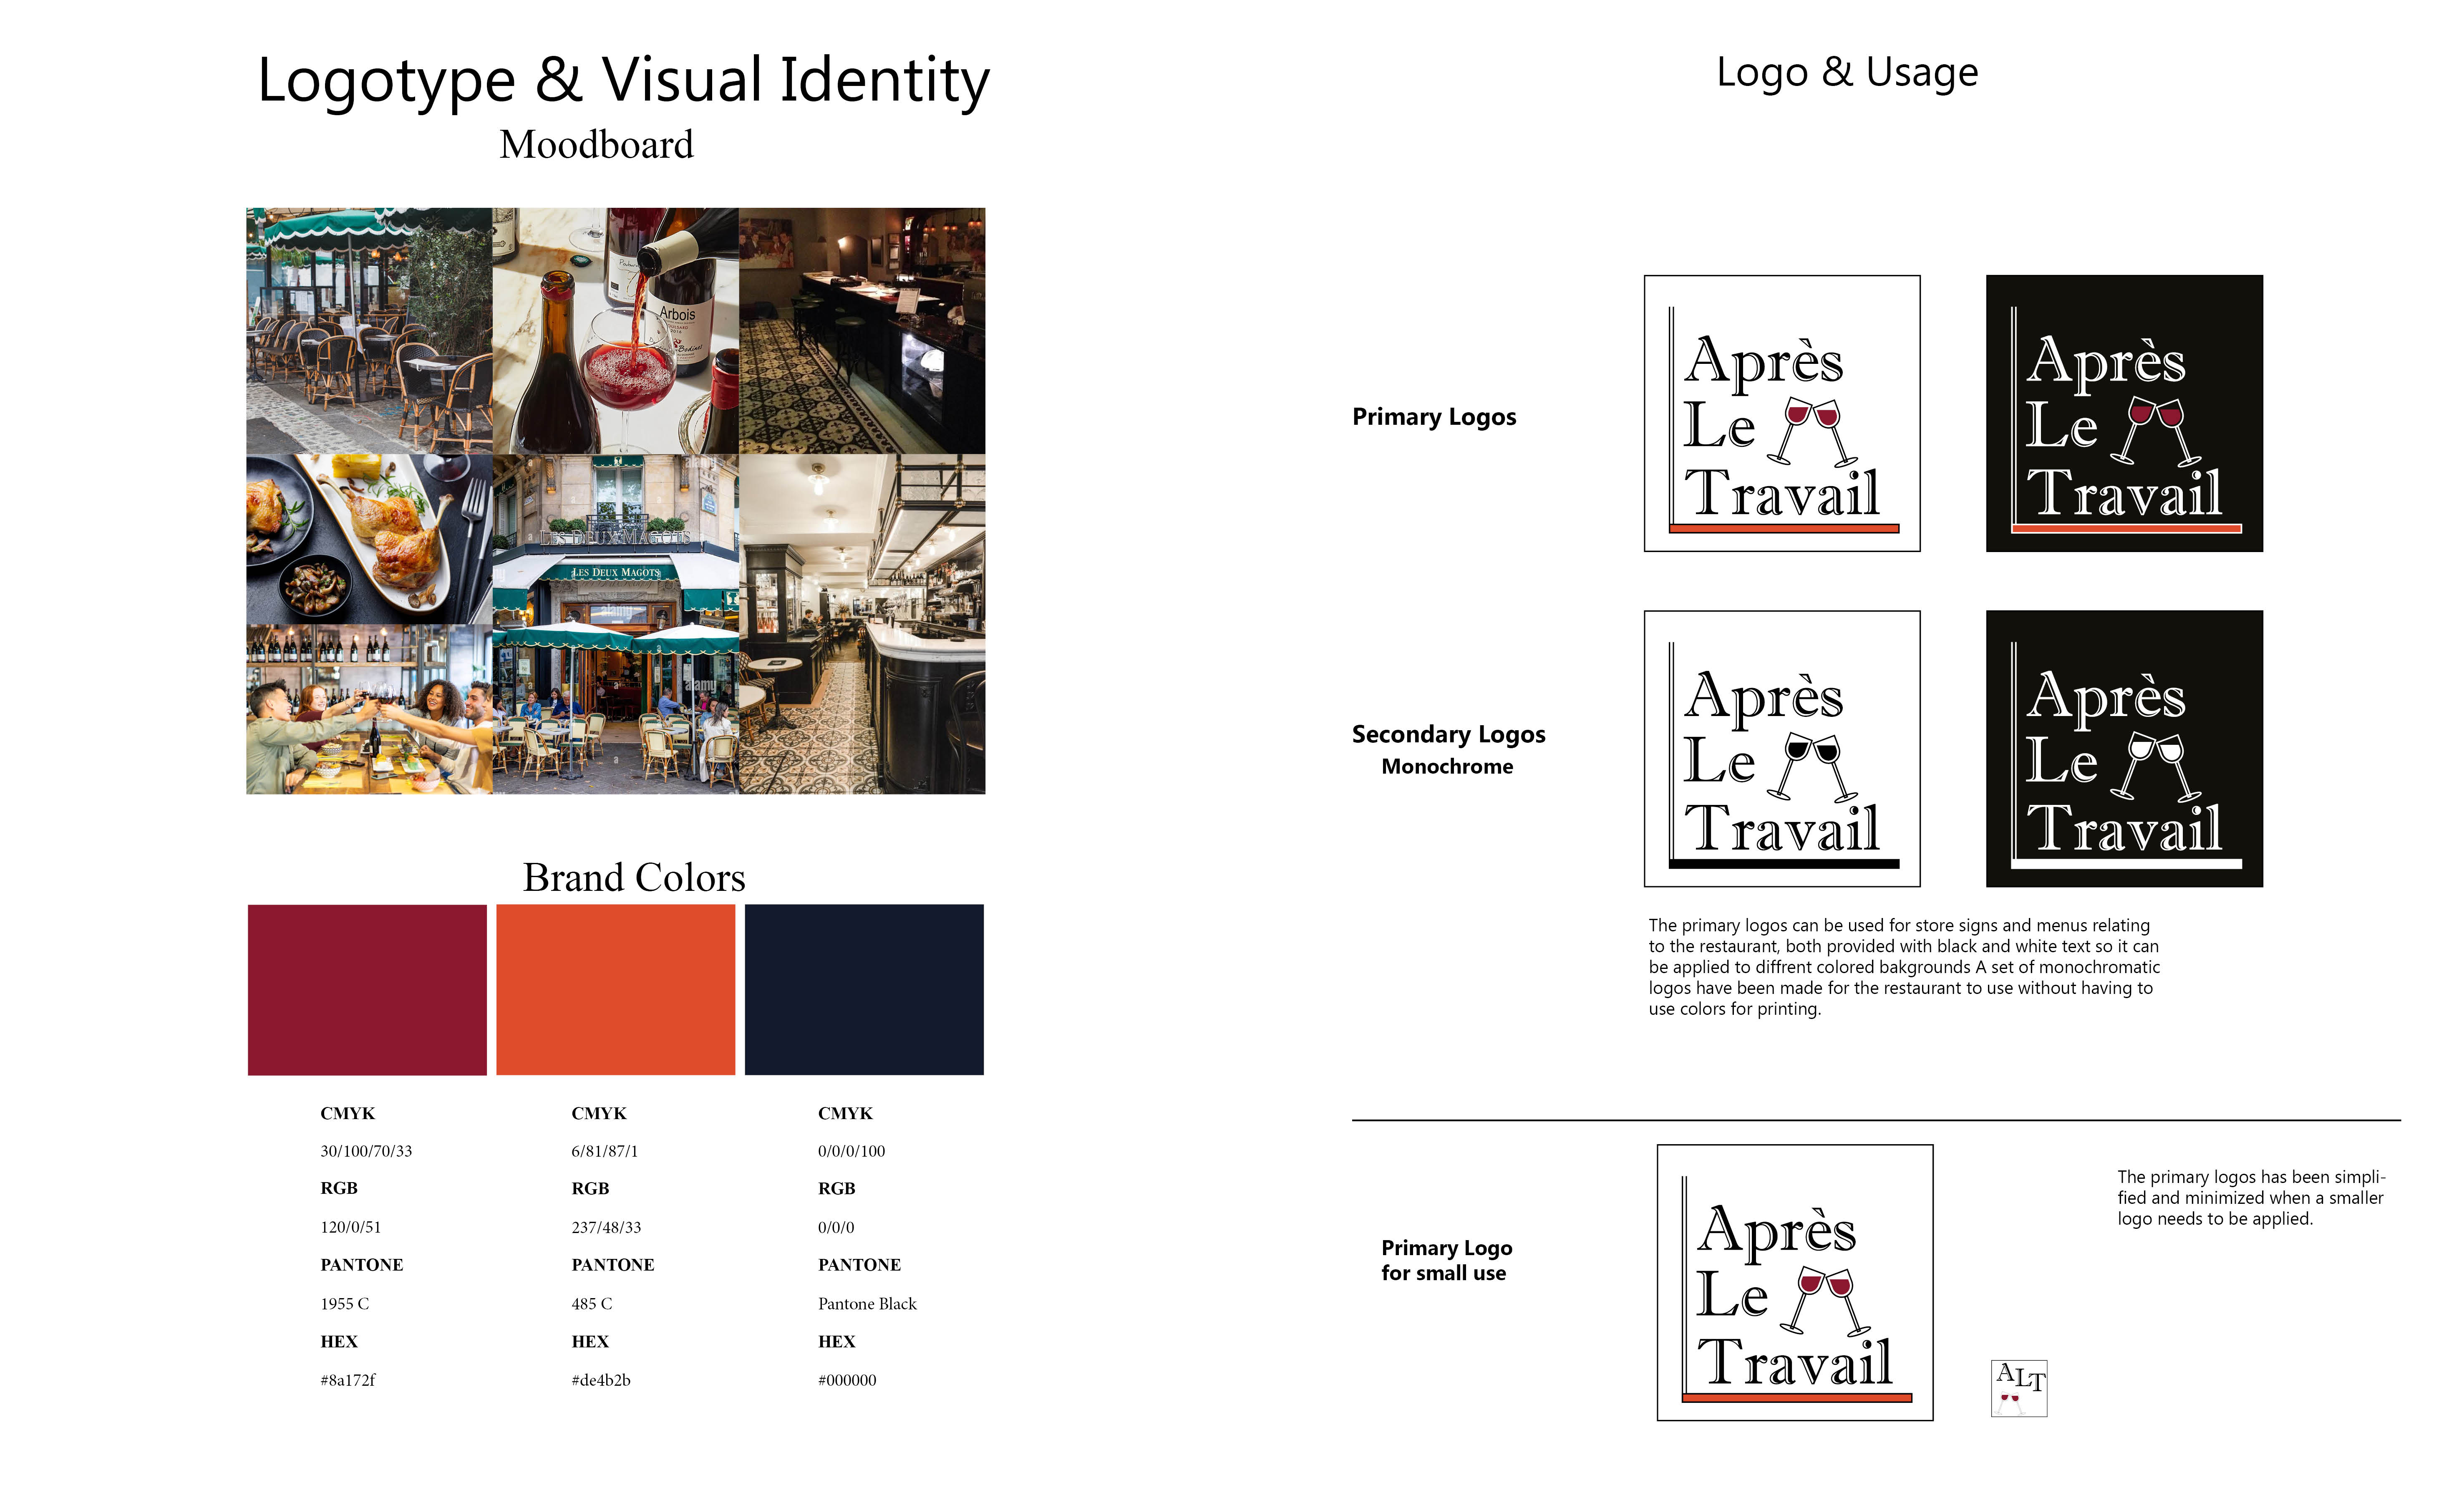 Logotype & Visual Identity
Moodboard
Arbois
LES DEUX MAGOTS
LES DEUX MAGOTS
alamy
alamy
a
Brand Colors
CMYK
30/100/70/33
RGB
120/0/51
PANTONE
1955 C
HEX
#8a172f
CMYK
6/81/87/1
RGB
237/48/33
PANTONE
485 C
HEX
#de4b2b
CMYK
0/0/0/100
RGB
0/0/0
PANTONE
Pantone Black
HEX
#000000
Logo & Usage
Primary Logos
Après
Le
Travail
Après
Le
Travail
Secondary Logos
Monochrome
Après
Le
Travail
Après
Le
Travail
The primary logos can be used for store signs and menus relating
to the restaurant, both provided with black and white text so it can
be applied to diffrent colored bakgrounds A set of monochromatic
logos have been made for the restaurant to use without having to
use colors for printing.
Primary Logo
for small use
Après
Le
Travail
ALT
The primary logos has been simpli-
fied and minimized when a smaller
logo needs to be applied.